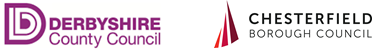 DERBYSHIRE
County Council
CHESTERFIELD
BOROUGH COUNCIL